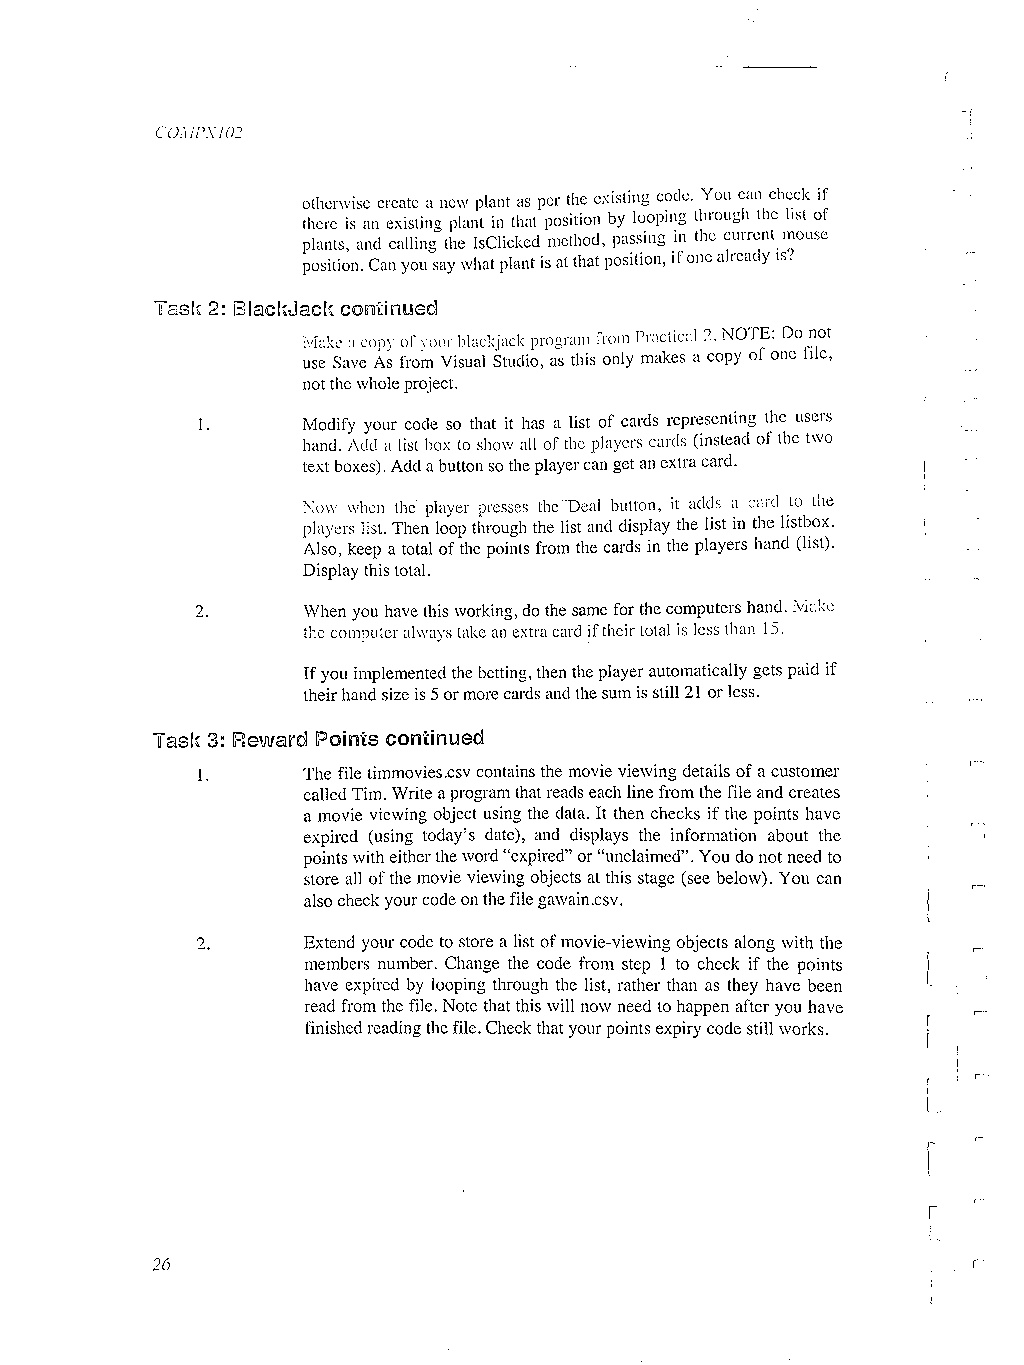 COMPX102
otherwise create a new plant as per the existing code. You can check if
there is an existing plant in that position by looping through the list of
plants, and calling the IsClicked method, passing in the current mouse
position. Can you say what plant is at that position, if one already is?
Task 2: BlackJack continued
Make a copy of your blackjack program from Practical 2. NOTE: Do not
use Save As from Visual Studio, as this only makes a copy of one file,
not the whole project.
1. Modify your code so that it has a list of cards representing the users
hand. Add a list box to show all of the players cards (instead of the two
text boxes). Add a button so the player can get an extra card.
Now when the player presses the Deal button, it adds a card to the
players list. Then loop through the list and display the list in the listbox.
Also, keep a total of the points from the cards in the players hand (list).
Display this total.
2. When you have this working, do the same for the computers hand. Make
the computer always take an extra card if their total is less than 15.
If you implemented the betting, then the player automatically gets paid if
their hand size is 5 or more cards and the sum is still 21 or less.
Task 3: Reward Points continued
1. The file timmovies.csv contains the movie viewing details of a customer
called Tim. Write a program that reads each line from the file and creates
a movie viewing object using the data. It then checks if the points have
expired (using today's date), and displays the information about the
points with either the word “expired” or “unclaimed”. You do not need to
store all of the movie viewing objects at this stage (see below). You can
also check your code on the file gawain.csv.
2. Extend your code to store a list of movie-viewing objects along with the
members number. Change the code from step 1 to check if the points
have expired by looping through the list, rather than as they have been
read from the file. Note that this will now need to happen after you have
finished reading the file. Check that your points expiry code still works.
26